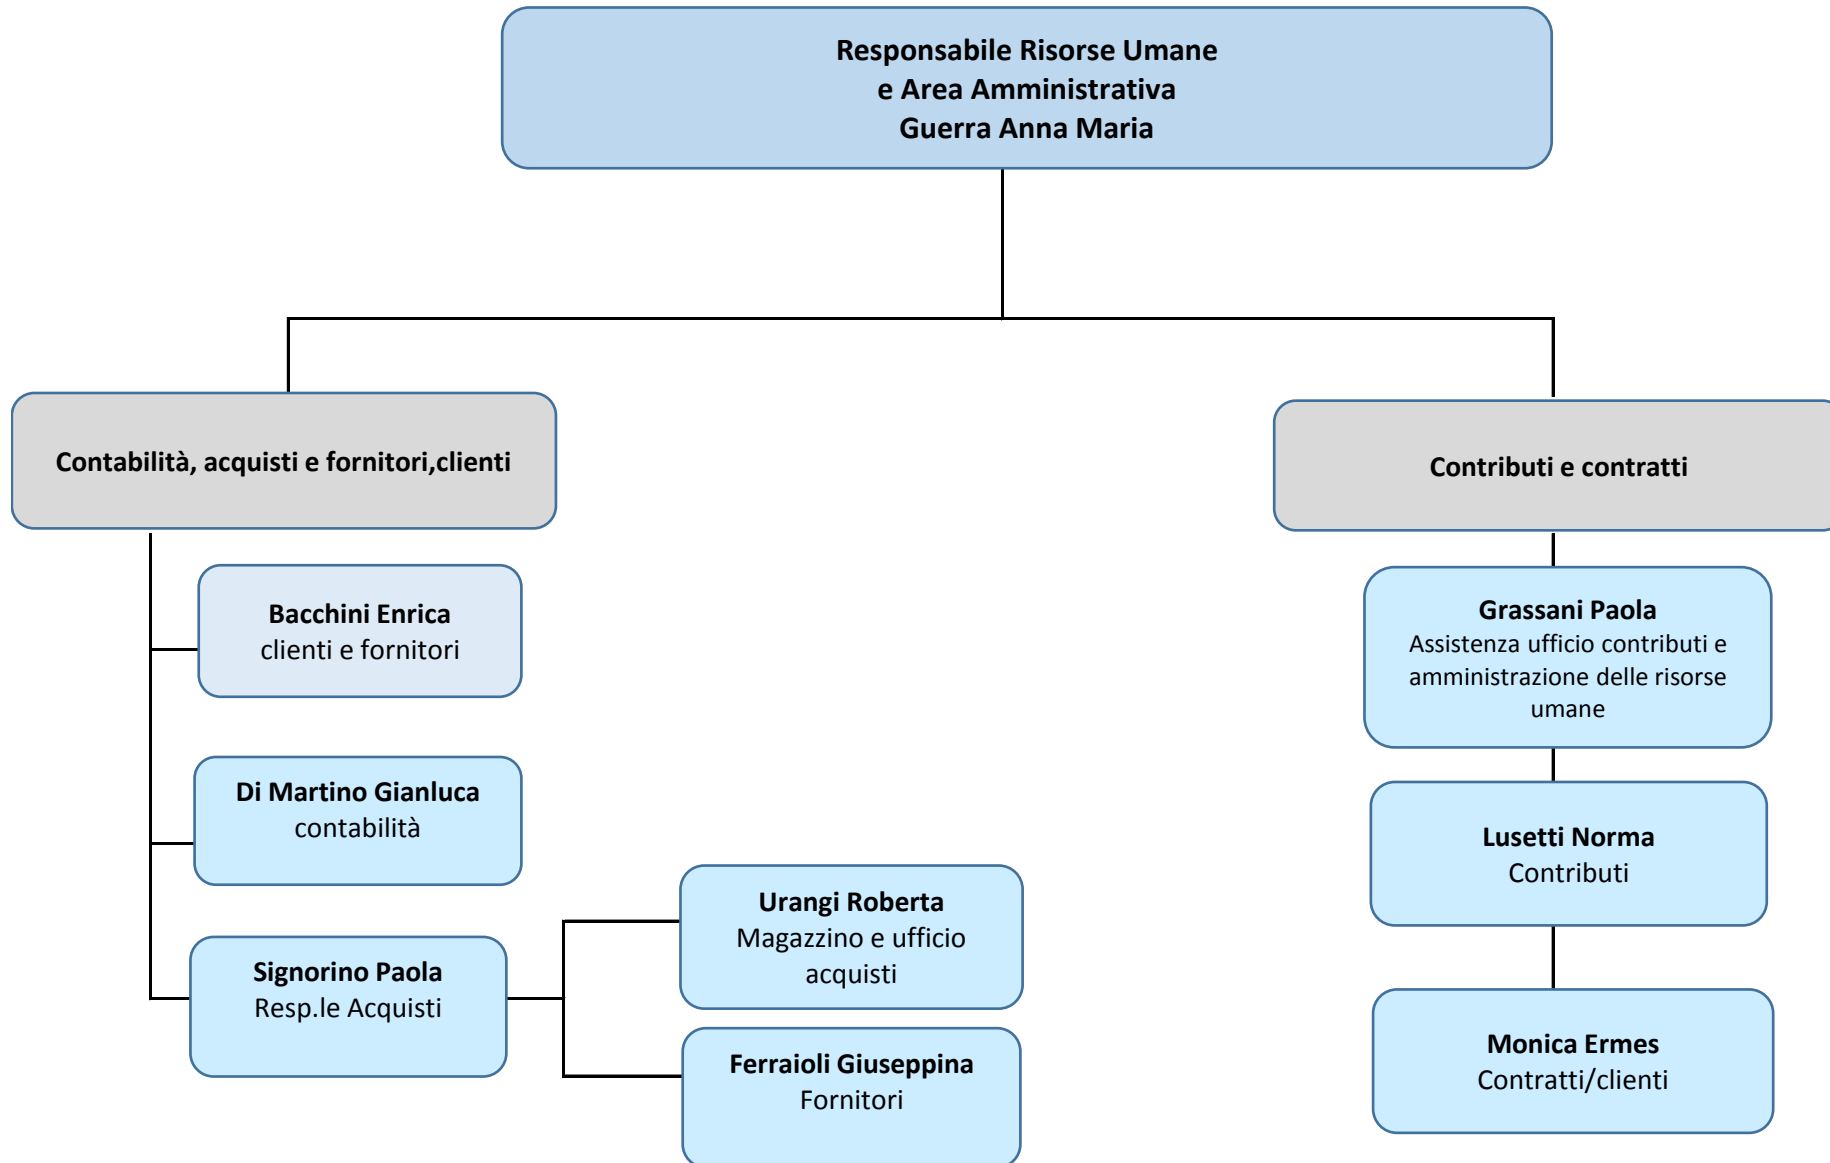 Responsabile Risorse Umane
e Area Amministrativa
Guerra Anna Maria
Contabilità, acquisti e fornitori,clienti
Contributi e contratti
Bacchini Enrica
clienti e fornitori
Di Martino Gianluca
contabilità
Signorino Paola
Resp.le Acquisti
Urangi Roberta
Magazzino e ufficio
acquisti
Ferraioli Giuseppina
Fornitori
Grassani Paola
Assistenza ufficio contributi e
amministrazione delle risorse
umane
Lusetti Norma
Contributi
Monica Ermes
Contratti/clienti